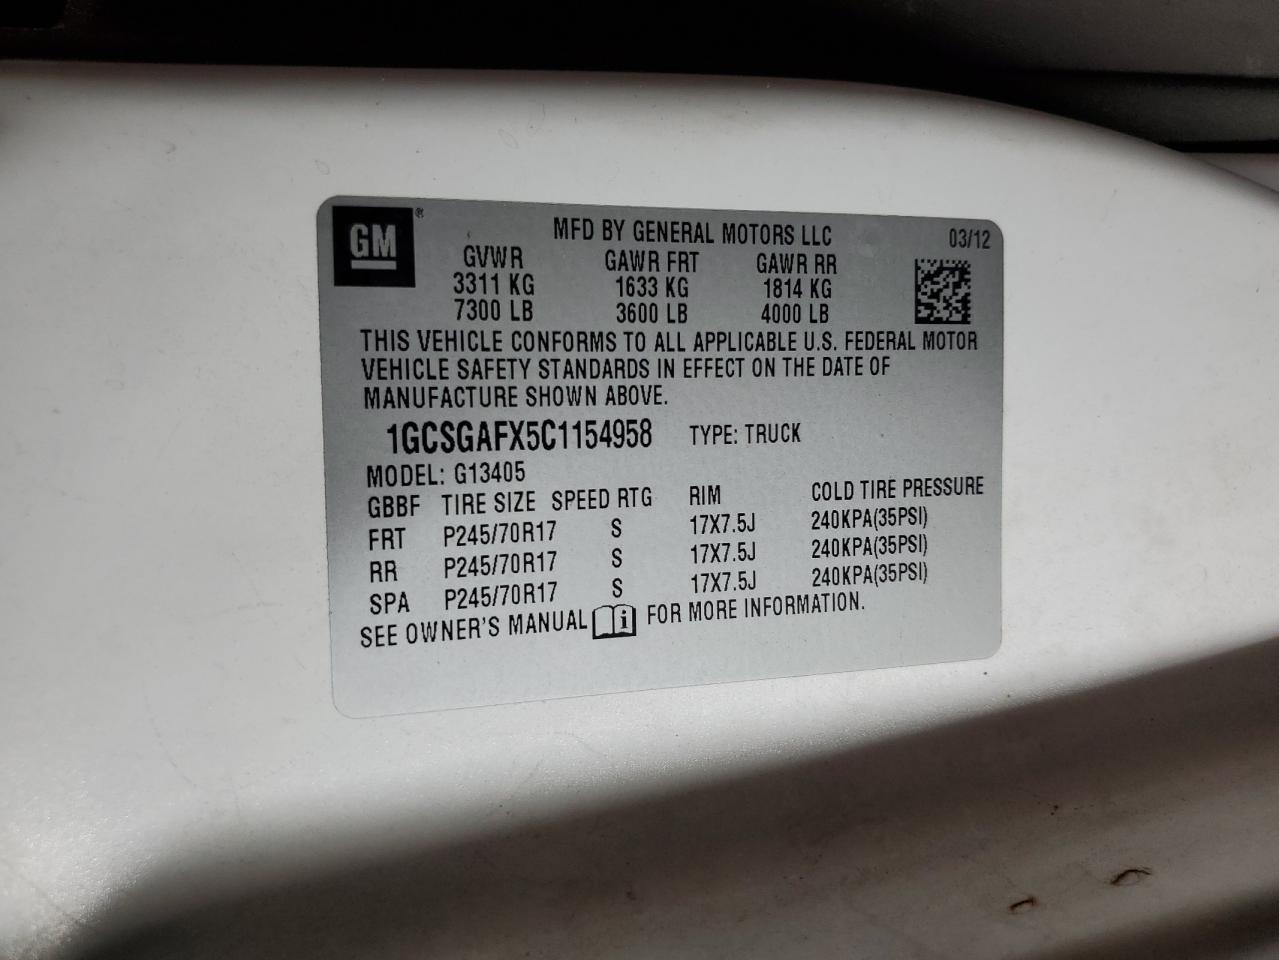 GM ®
MFD BY GENERAL MOTORS LLC 03/12
GVWR GAWR FRT GAWR RR
3311 KG 1633 KG 1814 KG
7300 LB 3600 LB 4000 LB
THIS VEHICLE CONFORMS TO ALL APPLICABLE U.S. FEDERAL MOTOR
VEHICLE SAFETY STANDARDS IN EFFECT ON THE DATE OF
MANUFACTURE SHOWN ABOVE.
1GCSGAFX5C1154958 TYPE: TRUCK
MODEL: G13405
GBBF TIRE SIZE SPEED RTG RIM COLD TIRE PRESSURE
FRT P245/70R17 S 17X7.5J 240KPA(35PSI)
RR P245/70R17 S 17X7.5J 240KPA(35PSI)
SPA P245/70R17 S 17X7.5J 240KPA(35PSI)
SEE OWNER'S MANUAL i FOR MORE INFORMATION.